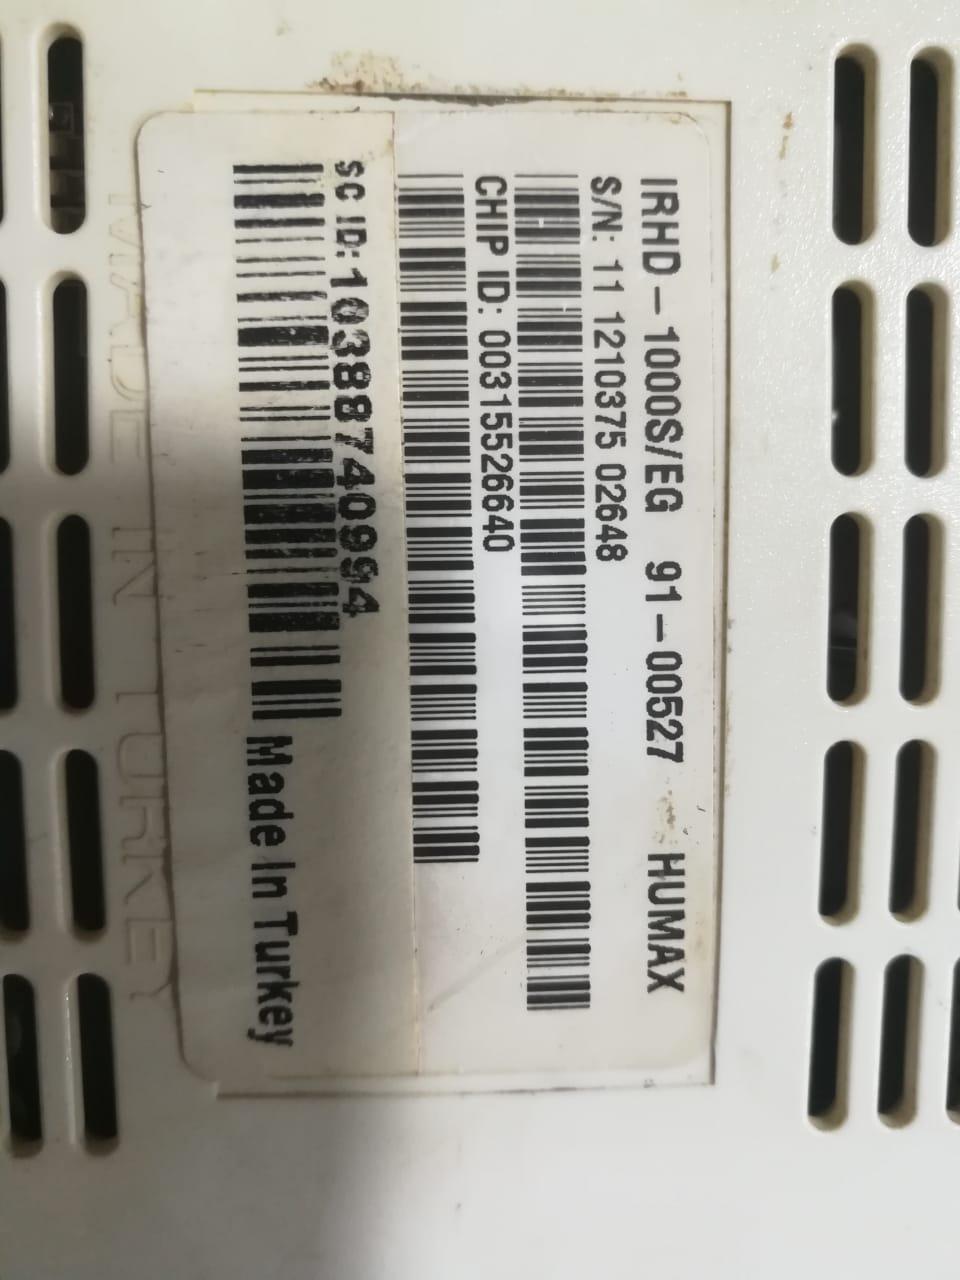 IRHD-1000S/EG 91-00527 HUMAX
S/N: 11 1210375 02648
CHIP ID: 00315526640
SC ID: 10388740994
Made In Turkey
MADE IN TURKEY